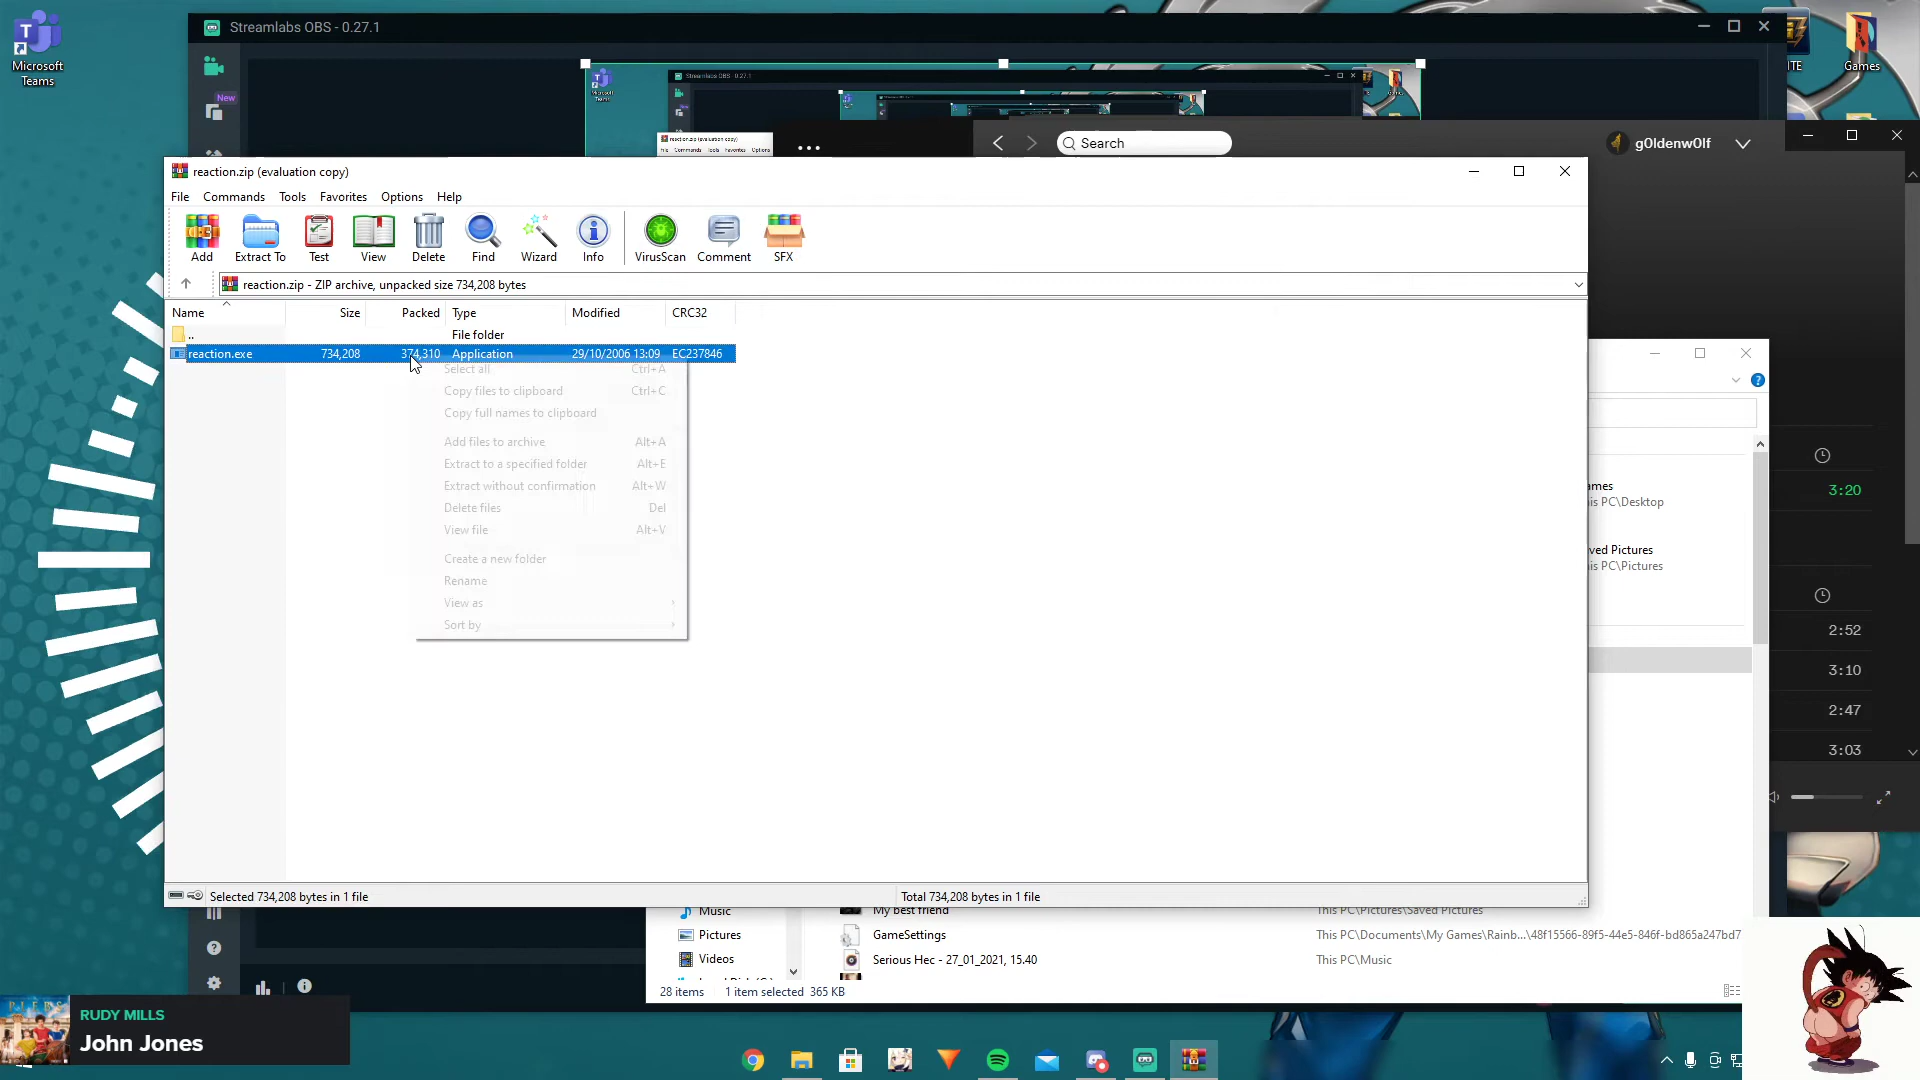 Microsoft
Teams
Streamlabs OBS - 0.27.1
New
Streamlabs OBS 0.27.1
Games
Search
g0ldenw0lf
reaction.zip (evaluation copy)
File Commands Tools Favorites Options Help
Add
Extract To
Test
View
Delete
Find
Wizard
Info
VirusScan
Comment
SFX
reaction.zip - ZIP archive, unpacked size 734,208 bytes
Name Size Packed Type Modified CRC32
.. File folder
reaction.exe 734,208 374,310 Application 29/10/2006 13:09 EC237846
Select all Ctrl+A
Copy files to clipboard Ctrl+C
Copy full names to clipboard
Add files to archive Alt+A
Extract to a specified folder Alt+E
Extract without confirmation Alt+W
Delete files Del
View file Alt+V
Create a new folder
Rename
View as
Sort by
ames
is PC\Desktop
ved Pictures
is PC\Pictures
3:20
2:52
3:10
2:47
3:03
Selected 734,208 bytes in 1 file
Total 734,208 bytes in 1 file
Music
My best friend
This PC\Pictures\Saved Pictures
Pictures
GameSettings
This PC\Documents\My Games\Rainb...\48f15566-89f5-44e5-846f-bd865a247bd7
Videos
Serious Hec - 27_01_2021, 15.40
This PC\Music
28 items 1 item selected 365 KB
RUDY MILLS
John Jones